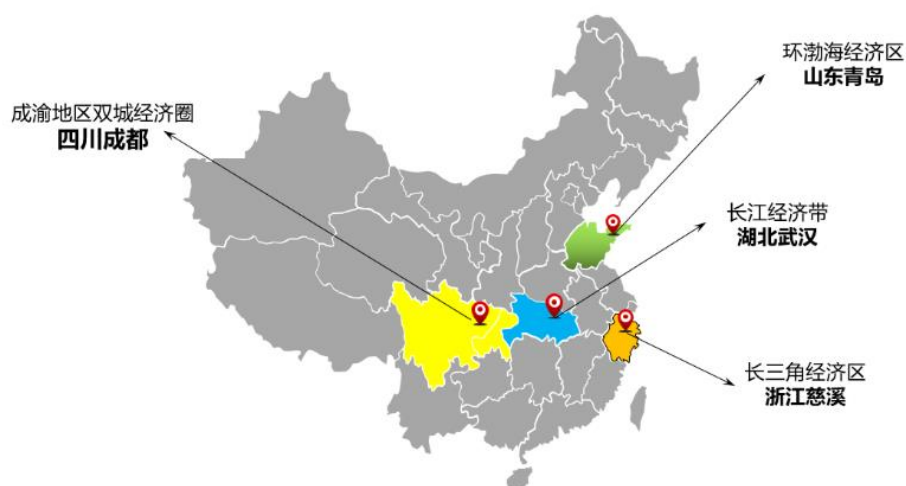 环渤海经济区
山东青岛
成渝地区双城经济圈
四川成都
长江经济带
湖北武汉
长三角经济区
浙江慈溪